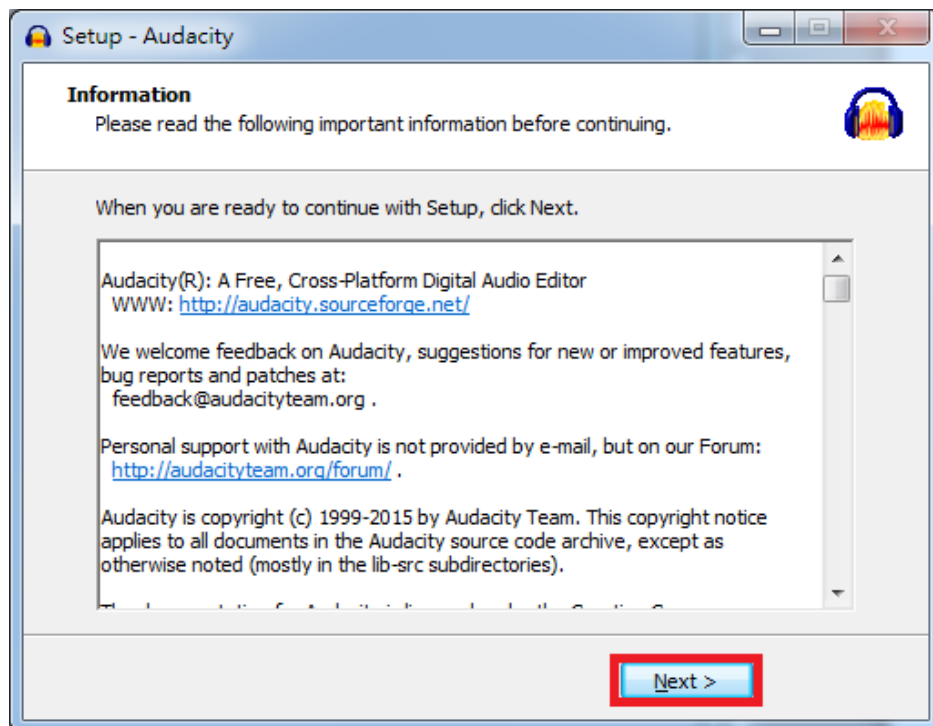 Setup - Audacity
Information
Please read the following important information before continuing.
When you are ready to continue with Setup, click Next.
Audacity(R): A Free, Cross-Platform Digital Audio Editor
WWW: http://audacity.sourceforge.net/
We welcome feedback on Audacity, suggestions for new or improved features,
bug reports and patches at:
feedback@audacityteam.org .
Personal support with Audacity is not provided by e-mail, but on our Forum:
http://audacityteam.org/forum/ .
Audacity is copyright (c) 1999-2015 by Audacity Team. This copyright notice
applies to all documents in the Audacity source code archive, except as
otherwise noted (mostly in the lib-src subdirectories).
Next >